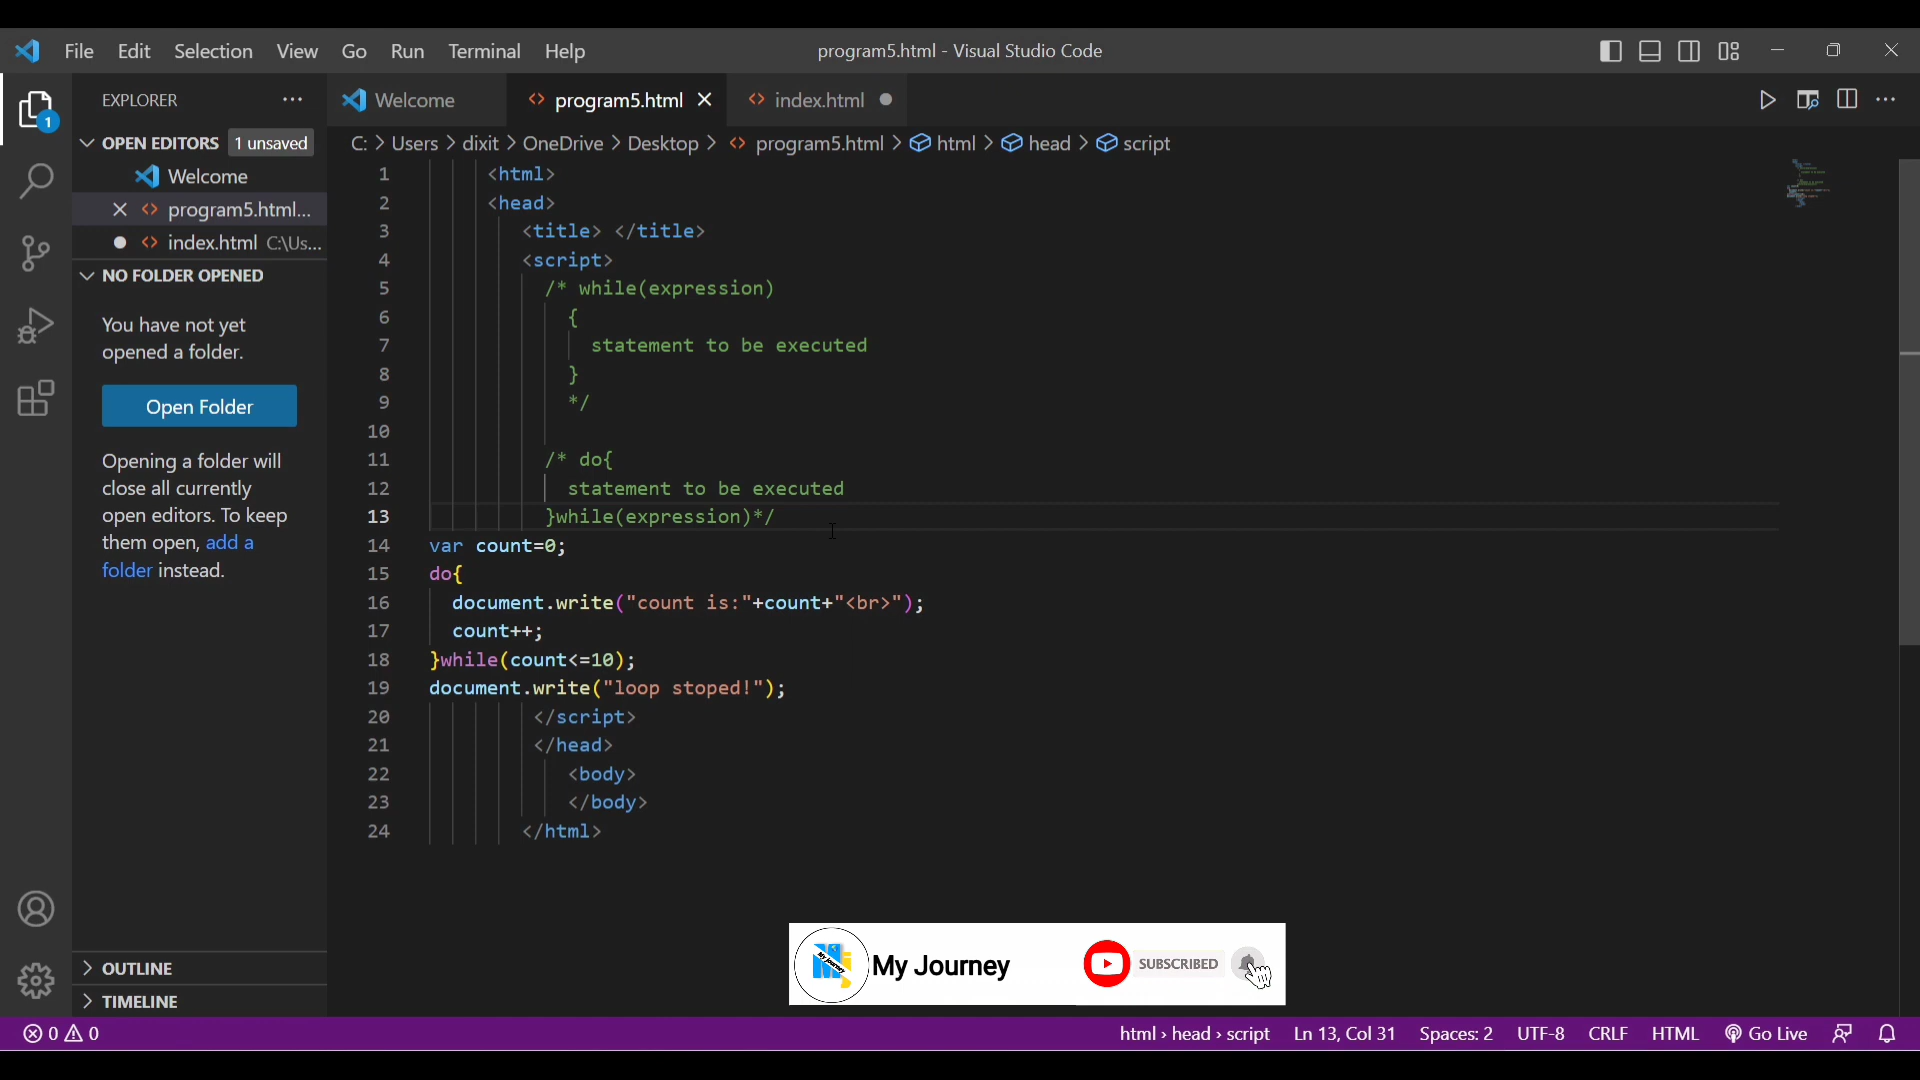 File Edit Selection View Go Run Terminal Help program5.html - Visual Studio Code
EXPLORER ···
OPEN EDITORS 1 unsaved
Welcome
program5.html...
index.html C:\Us...
NO FOLDER OPENED
You have not yet
opened a folder.
Open Folder
Opening a folder will
close all currently
open editors. To keep
them open, add a
folder instead.
OUTLINE
TIMELINE
Welcome program5.html index.html
C: > Users > dixit > OneDrive > Desktop > program5.html > html > head > script
1 <html>
2 <head>
3 <title> </title>
4 <script>
5 /* while(expression)
6 {
7 statement to be executed
8 }
9 */
10
11 /* do{
12 statement to be executed
13 }while(expression)*/
14 var count=0;
15 do{
16 document.write("count is:"+count+"<br>");
17 count++;
18 }while(count<=10);
19 document.write("loop stoped!");
20 </script>
21 </head>
22 <body>
23 </body>
24 </html>
My Journey SUBSCRIBED
0 0 html › head › script Ln 13, Col 31 Spaces: 2 UTF-8 CRLF HTML Go Live